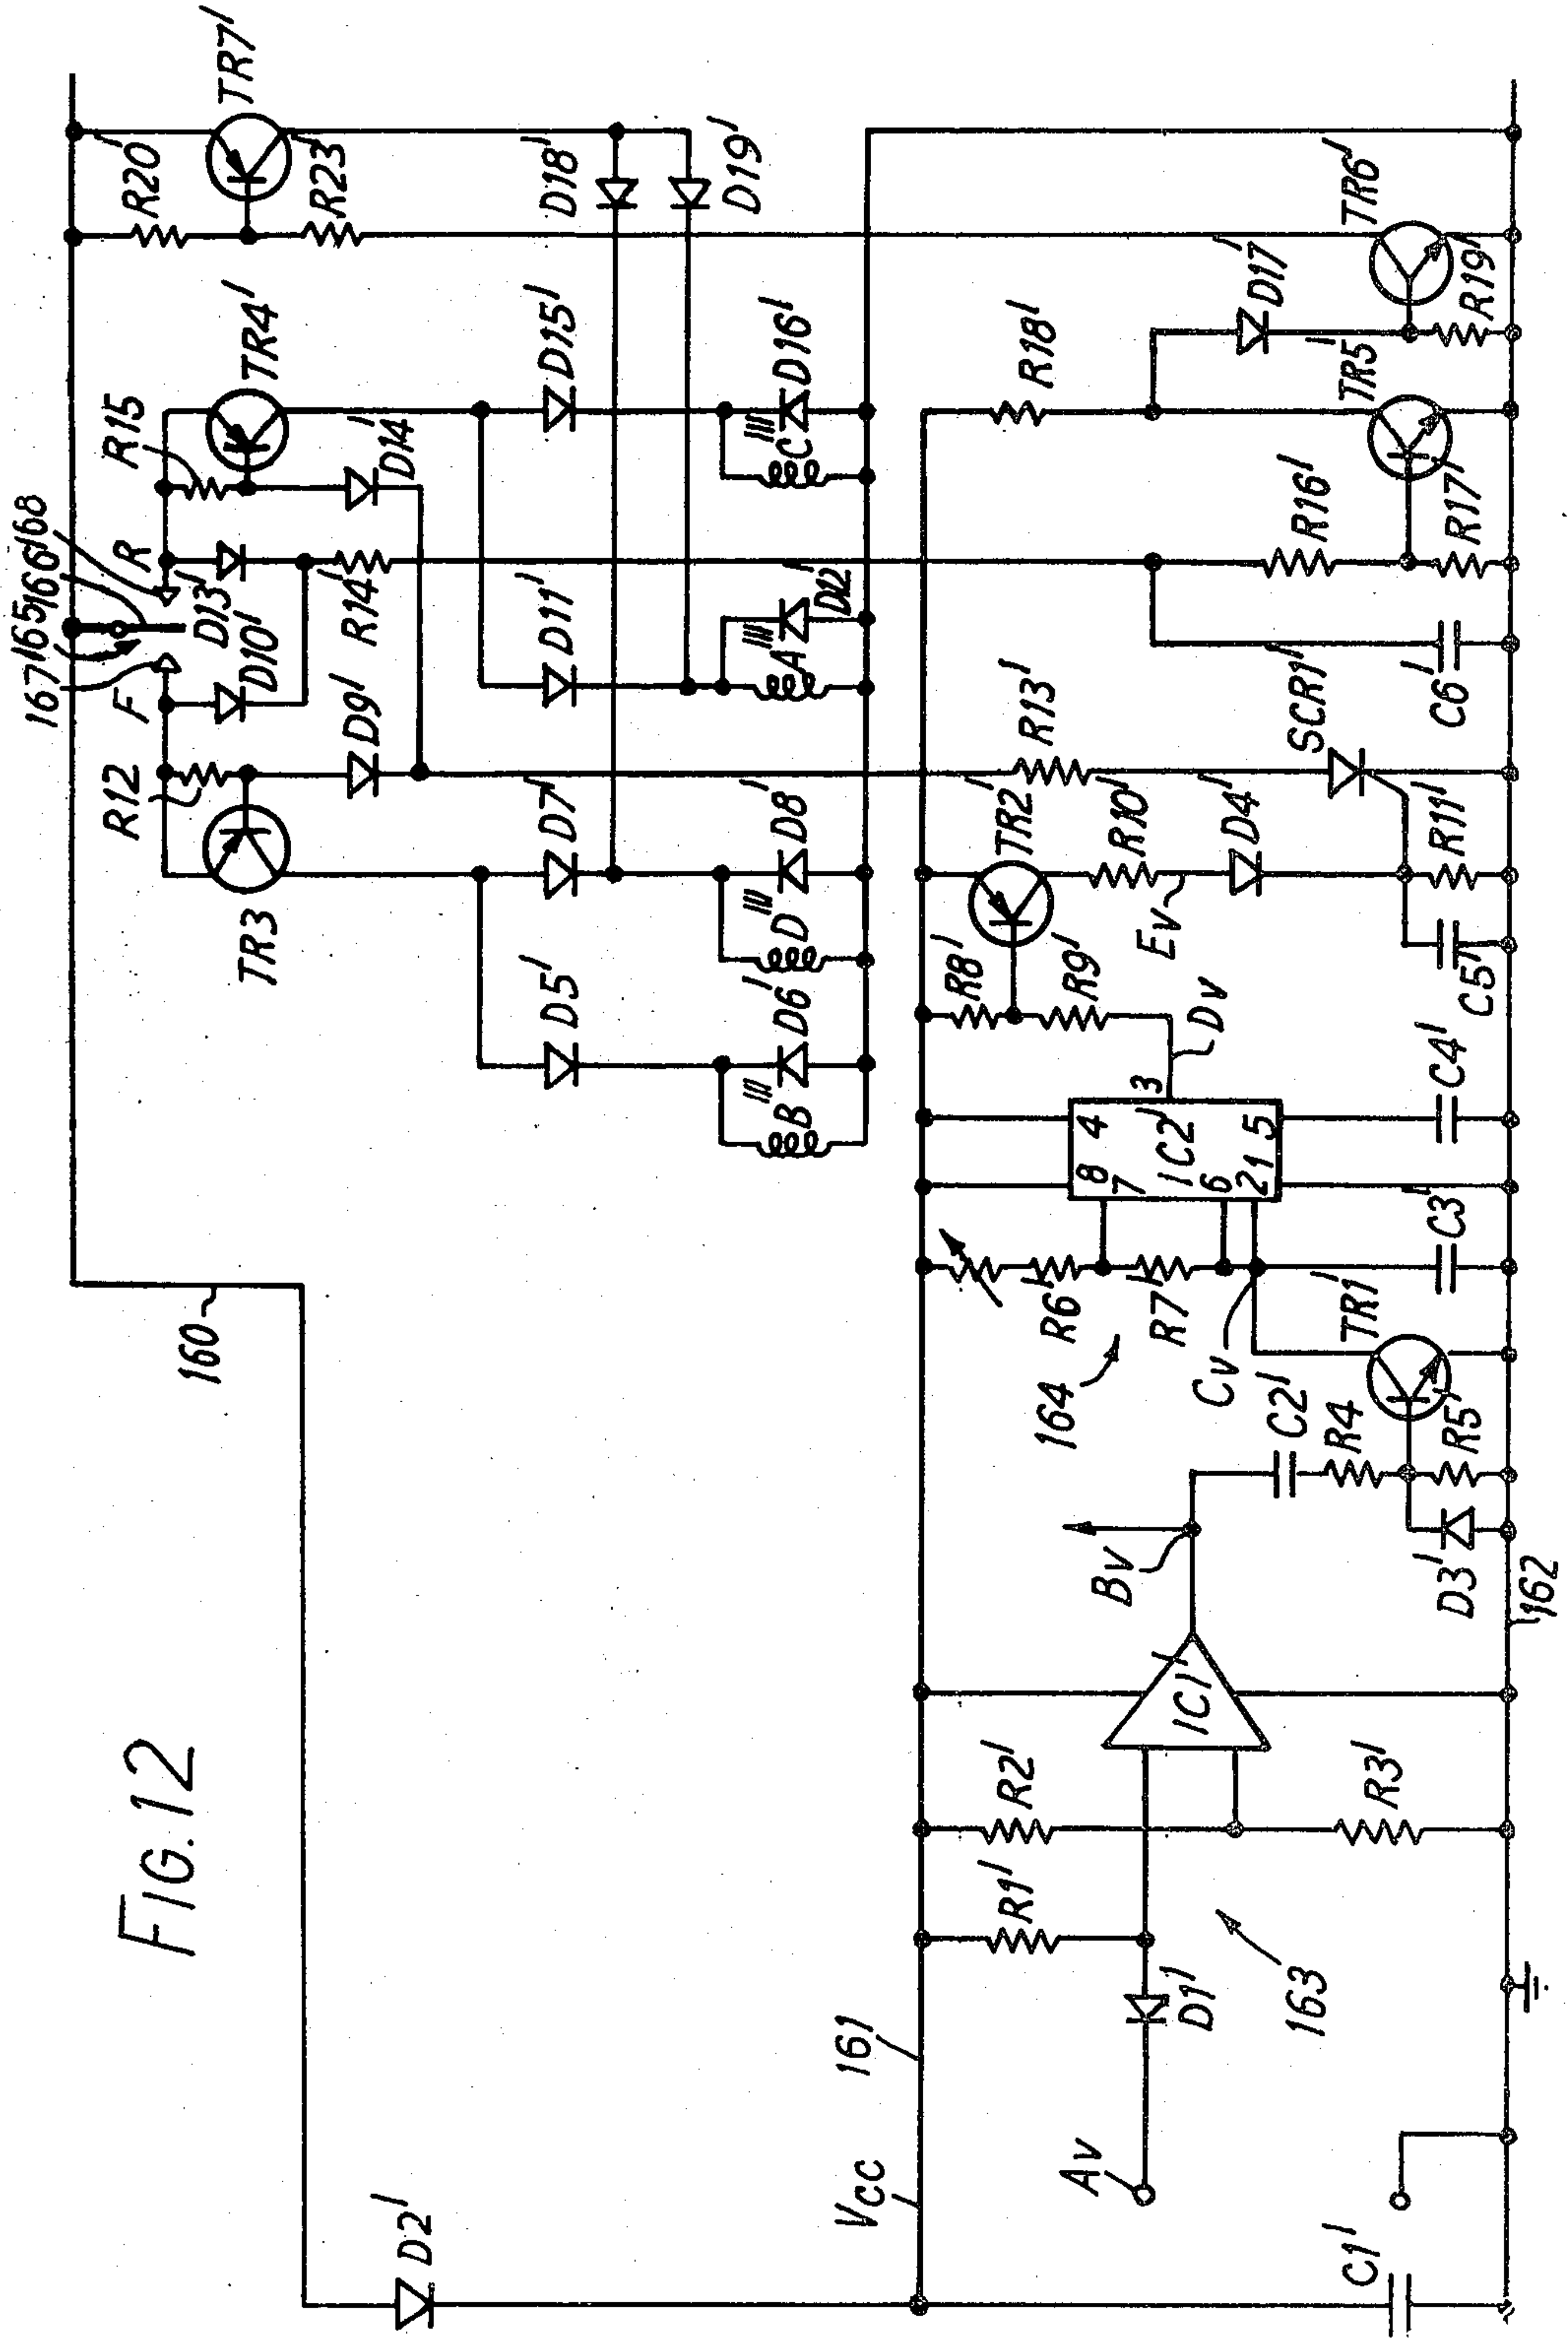 FIG. 12
160
D2'
Vcc
161
Av
C1'
D1'
R1'
163
R2'
R3'
IC1'
Bv
162
D3'
C2'
R4
R5'
TR1'
164
Cv
R6'
R7'
C3'
8
4
7
IC2'
3
6
2
1
5
C4'
Dv
R8'
R9'
TR2'
R10'
Ev
D4'
C5'
R11'
R13'
SCR1'
C6'
R16'
R17'
R18'
TR5'
D17'
TR6'
R19'
TR3
R12
F
167
165
166
168
R
D10'
D13'
R14'
D9'
R15
TR4'
D14'
R20'
TR7'
R23'
D18'
D19'
D5'
D7'
D11'
D15'
B'''
D6'
D'''
D8'
A'''
D12'
C'''
D16'